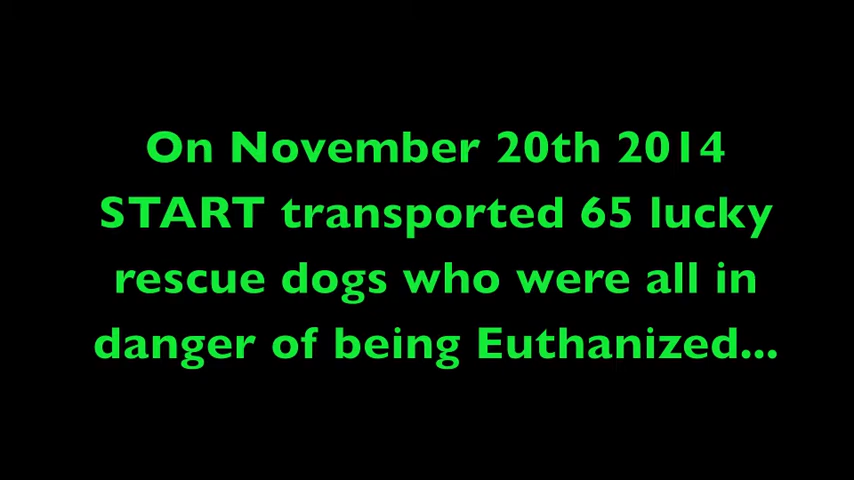 On November 20th 2014
START transported 65 lucky
rescue dogs who were all in
danger of being Euthanized...